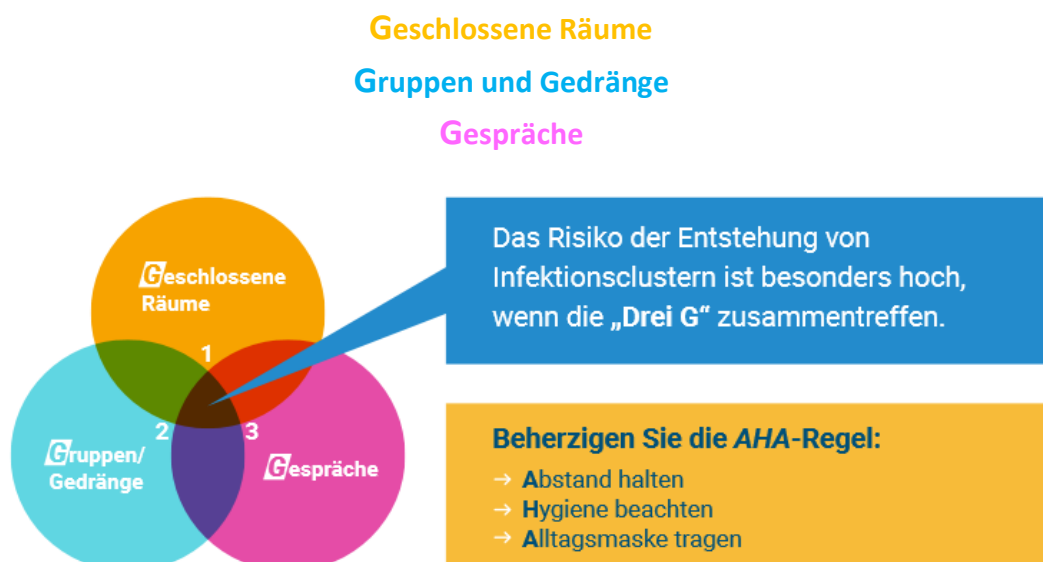 Geschlossene Räume
Gruppen und Gedränge
Gespräche
Geschlossene
Räume
1
2
3
Gruppen/
Gedränge
Gespräche
Das Risiko der Entstehung von
Infektionsclustern ist besonders hoch,
wenn die „Drei G“ zusammentreffen.
Beherzigen Sie die AHA-Regel:
→ Abstand halten
→ Hygiene beachten
→ Alltagsmaske tragen